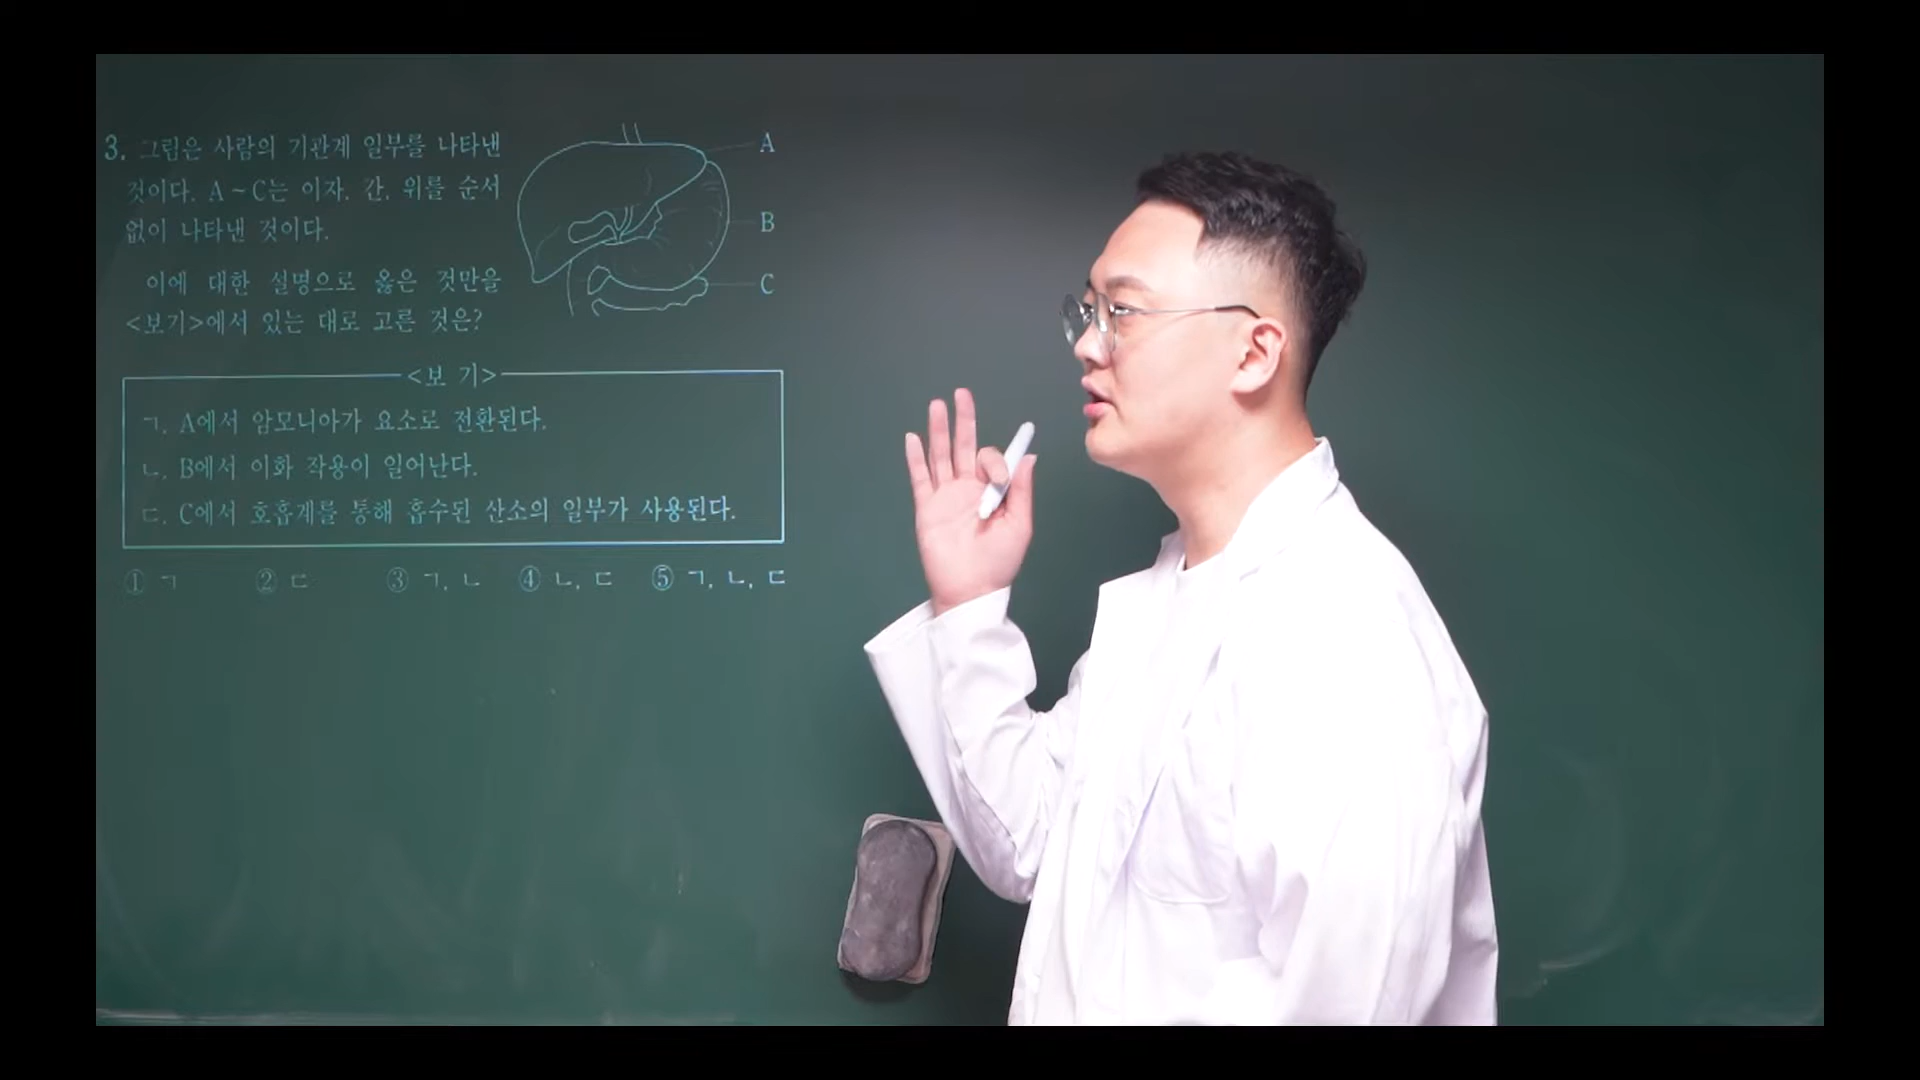 3. 그림은 사람의 기관계 일부를 나타낸
것이다. A ~ C는 이자, 간, 위를 순서
없이 나타낸 것이다.
A
B
C
이에 대한 설명으로 옳은 것만을
<보기>에서 있는 대로 고른 것은?
<보 기>
ㄱ. A에서 암모니아가 요소로 전환된다.
ㄴ. B에서 이화 작용이 일어난다.
ㄷ. C에서 호흡계를 통해 흡수된 산소의 일부가 사용된다.
① ㄱ ② ㄷ ③ ㄱ, ㄴ ④ ㄴ, ㄷ ⑤ ㄱ, ㄴ, ㄷ